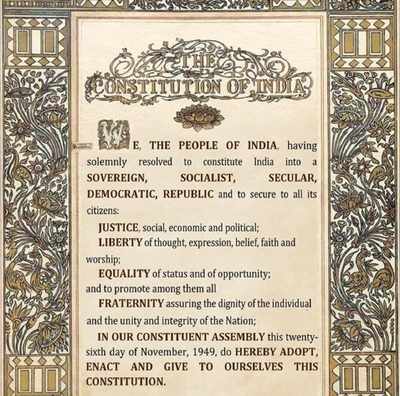 THE
CONSTITUTION OF INDIA
WE, THE PEOPLE OF INDIA, having
solemnly resolved to constitute India into a
SOVEREIGN, SOCIALIST, SECULAR,
DEMOCRATIC, REPUBLIC and to secure to all its
citizens:
JUSTICE, social, economic and political;
LIBERTY of thought, expression, belief, faith and
worship;
EQUALITY of status and of opportunity;
and to promote among them all
FRATERNITY assuring the dignity of the individual
and the unity and integrity of the Nation;
IN OUR CONSTITUENT ASSEMBLY this twenty-
sixth day of November, 1949, do HEREBY ADOPT,
ENACT AND GIVE TO OURSELVES THIS
CONSTITUTION.